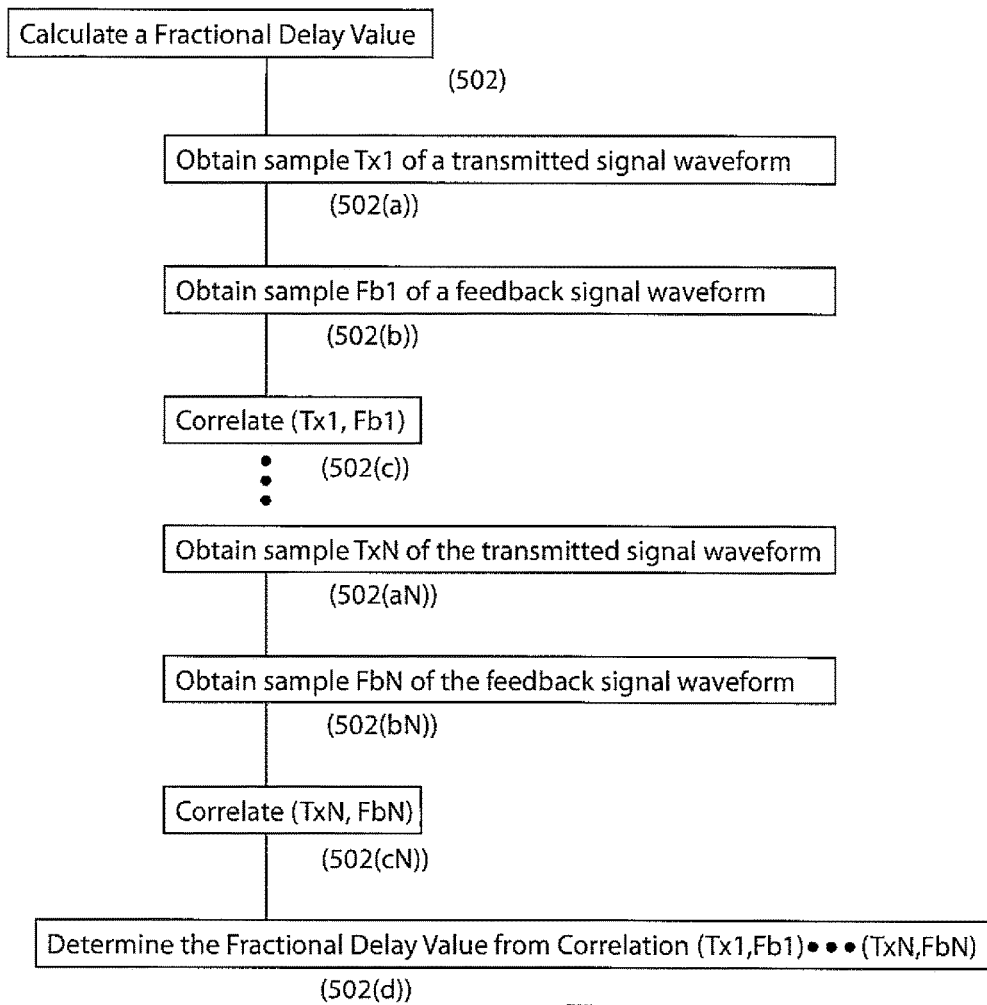 Calculate a Fractional Delay Value
(502)
Obtain sample Tx1 of a transmitted signal waveform
(502(a))
Obtain sample Fb1 of a feedback signal waveform
(502(b))
Correlate (Tx1, Fb1)
(502(c))
Obtain sample TxN of the transmitted signal waveform
(502(aN))
Obtain sample FbN of the feedback signal waveform
(502(bN))
Correlate (TxN, FbN)
(502(cN))
Determine the Fractional Delay Value from Correlation (Tx1,Fb1)•••(TxN,FbN)
(502(d))